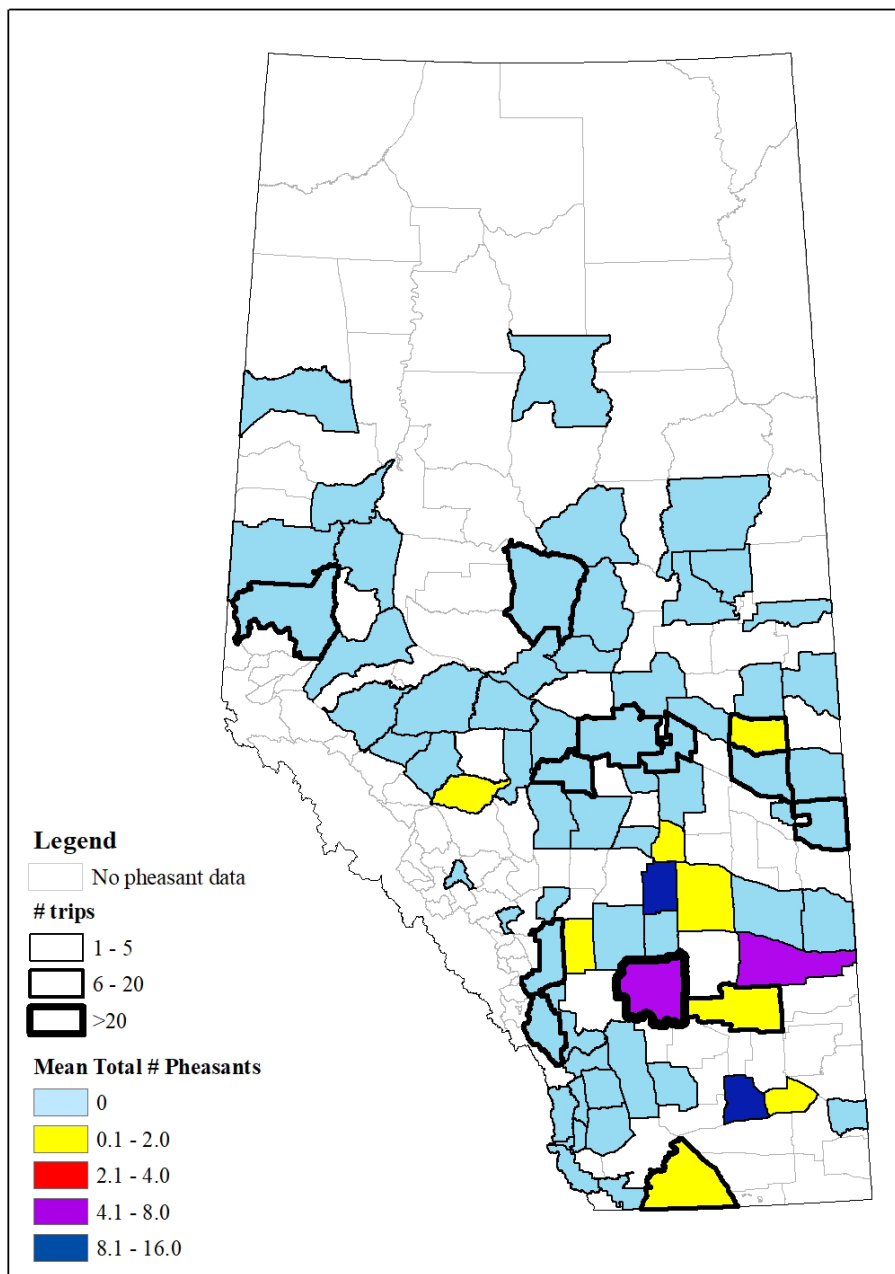 Legend
No pheasant data
# trips
1 - 5
6 - 20
>20
Mean Total # Pheasants
0
0.1 - 2.0
2.1 - 4.0
4.1 - 8.0
8.1 - 16.0